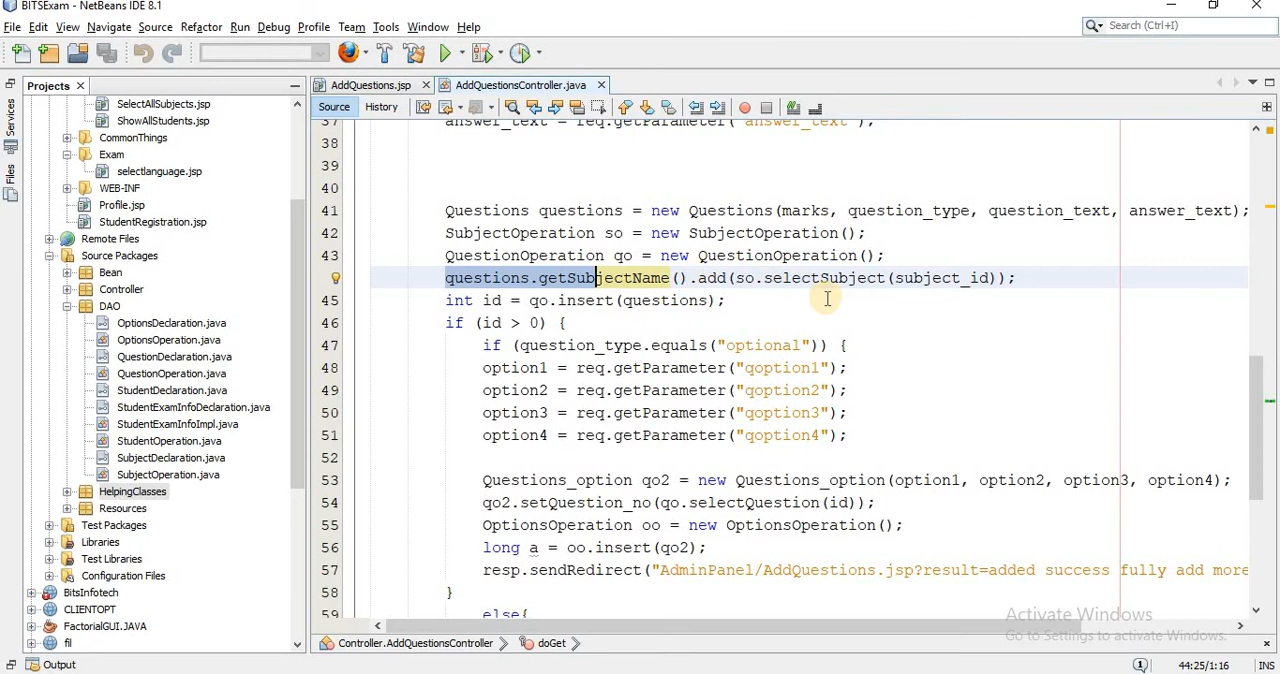 BITSExam - NetBeans IDE 8.1
File Edit View Navigate Source Refactor Run Debug Profile Team Tools Window Help
Search (Ctrl+I)
Projects
AddQuestions.jsp
AddQuestionsController.java
Source
History
Services
Files
SelectAllSubjects.jsp
ShowAllStudents.jsp
CommonThings
Exam
selectlanguage.jsp
WEB-INF
Profile.jsp
StudentRegistration.jsp
Remote Files
Source Packages
Bean
Controller
DAO
OptionsDeclaration.java
OptionsOperation.java
QuestionDeclaration.java
QuestionOperation.java
StudentDeclaration.java
StudentExamInfoDeclaration.java
StudentExamInfoImpl.java
StudentOperation.java
SubjectDeclaration.java
SubjectOperation.java
HelpingClasses
Resources
Test Packages
Libraries
Test Libraries
Configuration Files
BitsInfotech
CLIENTOPT
FactorialGUI.JAVA
fil
37 answer_text = req.getParameter("answer_text");
38
39
40
41 Questions questions = new Questions(marks, question_type, question_text, answer_text);
42 SubjectOperation so = new SubjectOperation();
43 QuestionOperation qo = new QuestionOperation();
questions.getSubjectName().add(so.selectSubject(subject_id));
45 int id = qo.insert(questions);
46 if (id > 0) {
47 if (question_type.equals("optional")) {
48 option1 = req.getParameter("qoption1");
49 option2 = req.getParameter("qoption2");
50 option3 = req.getParameter("qoption3");
51 option4 = req.getParameter("qoption4");
52
53 Questions_option qo2 = new Questions_option(option1, option2, option3, option4);
54 qo2.setQuestion_no(qo.selectQuestion(id));
55 OptionsOperation oo = new OptionsOperation();
56 long a = oo.insert(qo2);
57 resp.sendRedirect("AdminPanel/AddQuestions.jsp?result=added success fully add more
58 }
59 else{
Activate Windows
Go to Settings to activate Windows.
Controller.AddQuestionsController
doGet
Output
1
44:25/1:16
INS